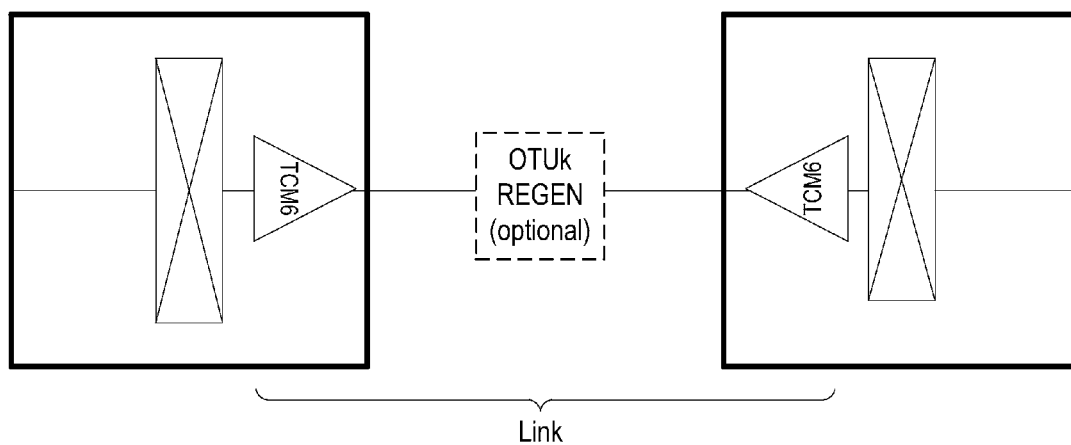 TCM6
OTUk
REGEN
(optional)
TCM6
Link